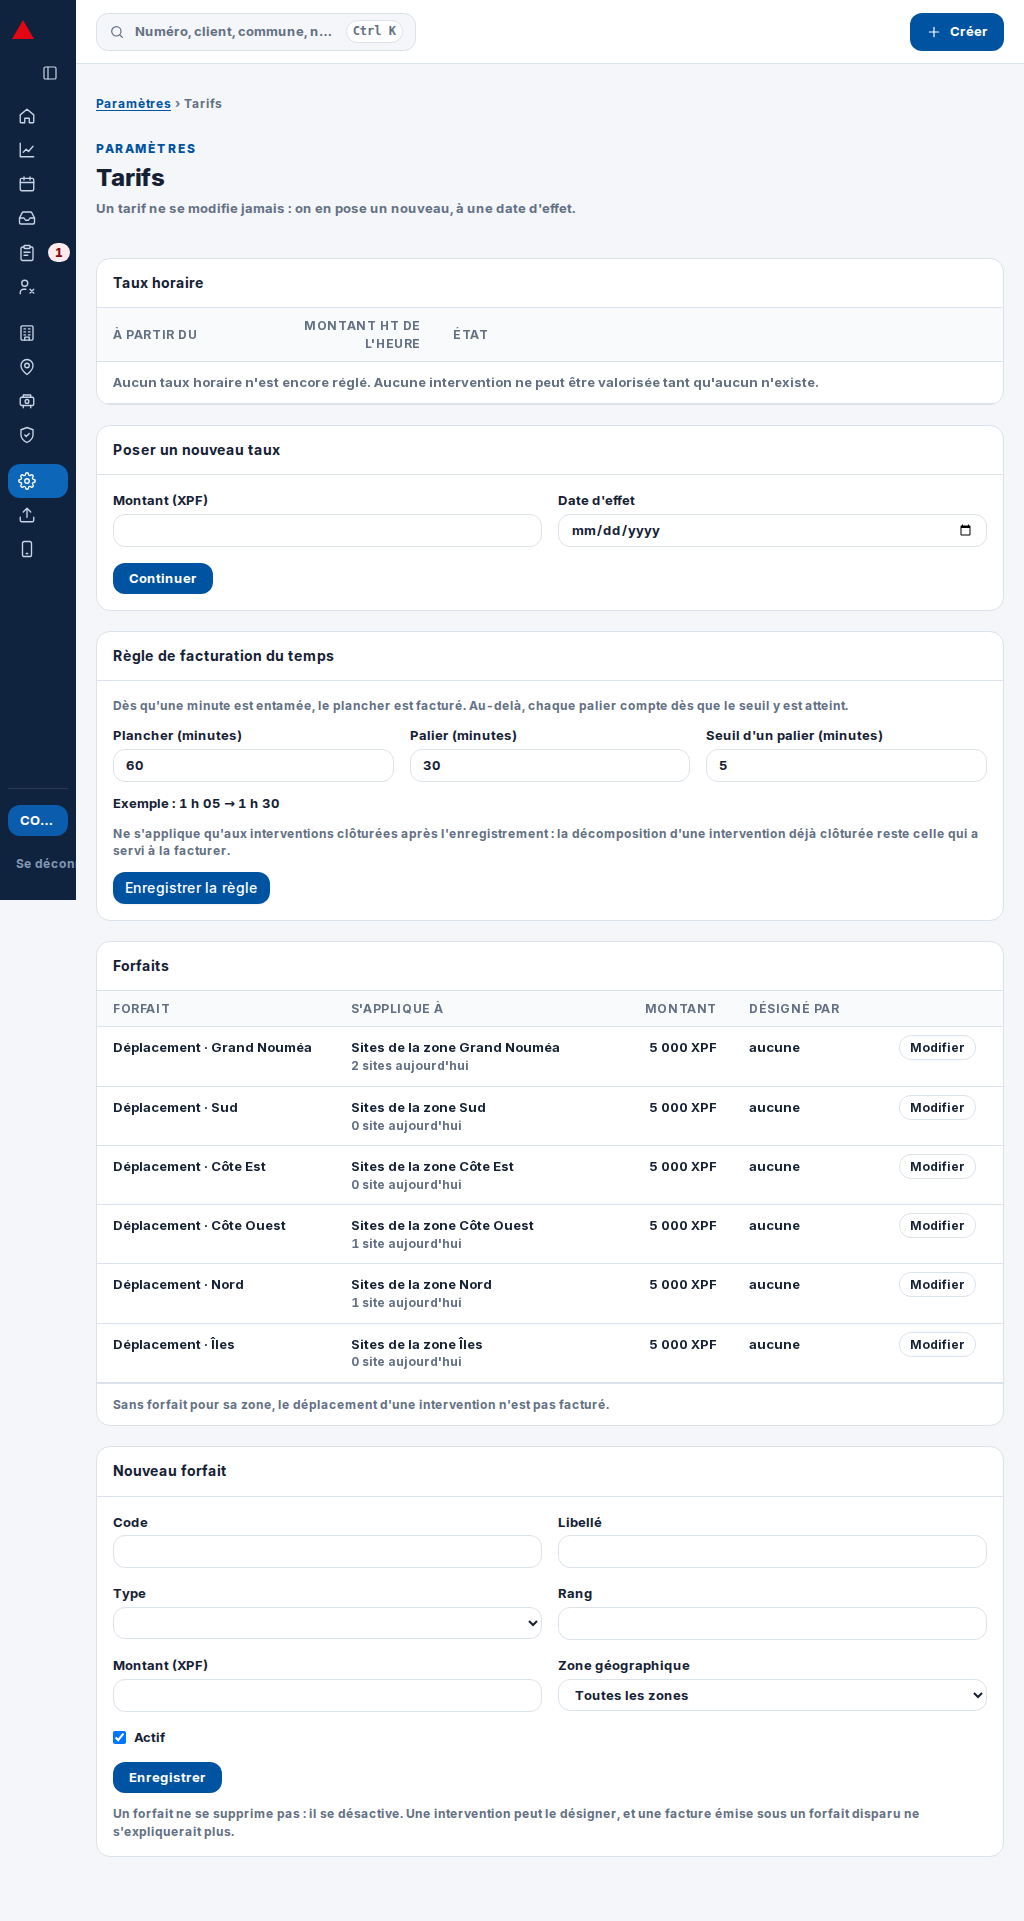 Numéro, client, commune, n... Ctrl K
Créer
Paramètres › Tarifs
PARAMÈTRES
Tarifs
Un tarif ne se modifie jamais : on en pose un nouveau, à une date d'effet.
1
CO...
Se décon
Taux horaire
À PARTIR DU
MONTANT HT DE
L'HEURE
ÉTAT
Aucun taux horaire n'est encore réglé. Aucune intervention ne peut être valorisée tant qu'aucun n'existe.
Poser un nouveau taux
Montant (XPF)
Date d'effet
mm/dd/yyyy
Continuer
Règle de facturation du temps
Dès qu'une minute est entamée, le plancher est facturé. Au-delà, chaque palier compte dès que le seuil y est atteint.
Plancher (minutes) Palier (minutes) Seuil d'un palier (minutes)
60 30 5
Exemple : 1 h 05 → 1 h 30
Ne s'applique qu'aux interventions clôturées après l'enregistrement : la décomposition d'une intervention déjà clôturée reste celle qui a
servi à la facturer.
Enregistrer la règle
Forfaits
FORFAIT S'APPLIQUE À MONTANT DÉSIGNÉ PAR
Déplacement · Grand Nouméa Sites de la zone Grand Nouméa 5 000 XPF aucune Modifier
2 sites aujourd'hui
Déplacement · Sud Sites de la zone Sud 5 000 XPF aucune Modifier
0 site aujourd'hui
Déplacement · Côte Est Sites de la zone Côte Est 5 000 XPF aucune Modifier
0 site aujourd'hui
Déplacement · Côte Ouest Sites de la zone Côte Ouest 5 000 XPF aucune Modifier
1 site aujourd'hui
Déplacement · Nord Sites de la zone Nord 5 000 XPF aucune Modifier
1 site aujourd'hui
Déplacement · Îles Sites de la zone Îles 5 000 XPF aucune Modifier
0 site aujourd'hui
Sans forfait pour sa zone, le déplacement d'une intervention n'est pas facturé.
Nouveau forfait
Code Libellé
Type Rang
Montant (XPF) Zone géographique
Toutes les zones
Actif
Enregistrer
Un forfait ne se supprime pas : il se désactive. Une intervention peut le désigner, et une facture émise sous un forfait disparu ne
s'expliquerait plus.